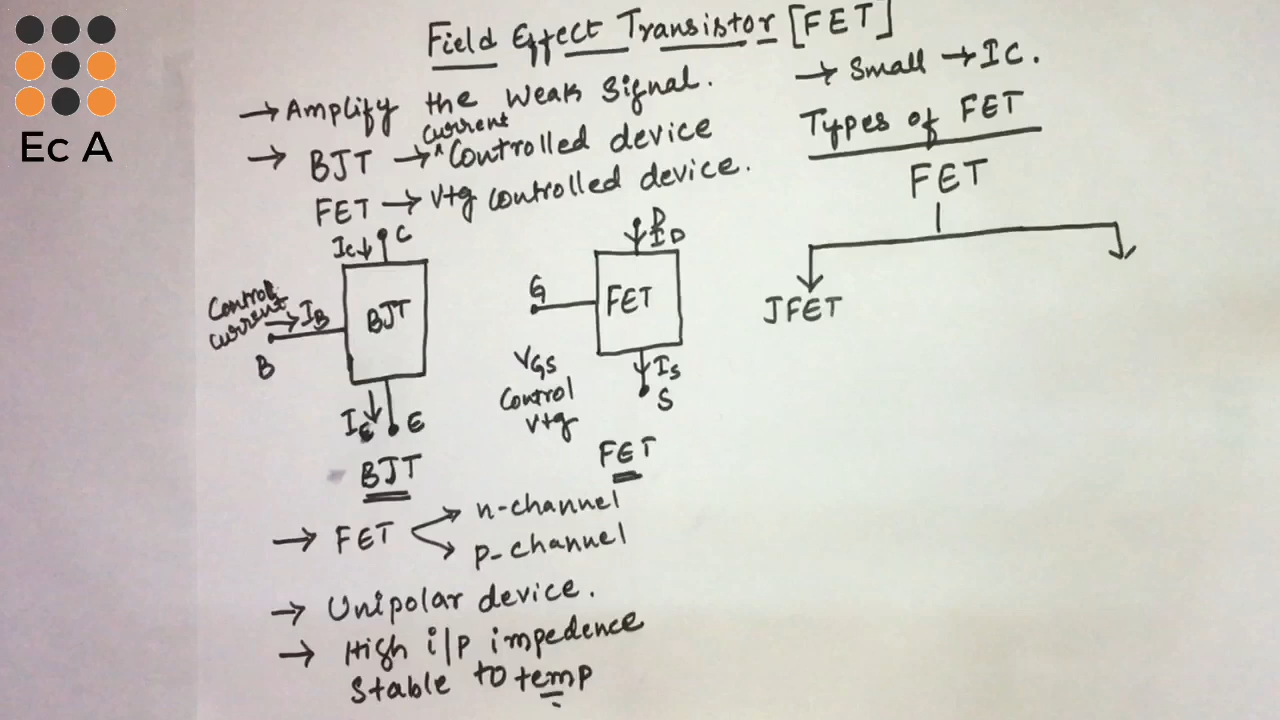 Ec A
Field Effect Transistor [FET]
→ Amplify the weak signal.
→ BJT → current controlled device
FET → Vtg controlled device.
Ic C
Control current IB
B
BJT
IE E
BJT
D
ID
G
FET
VGS
Control
Vtg
IS
S
FET
→ FET
n-channel
p-channel
→ Unipolar device.
→ High i/p impedence
Stable to temp
→ Small → IC.
Types of FET
FET
JFET